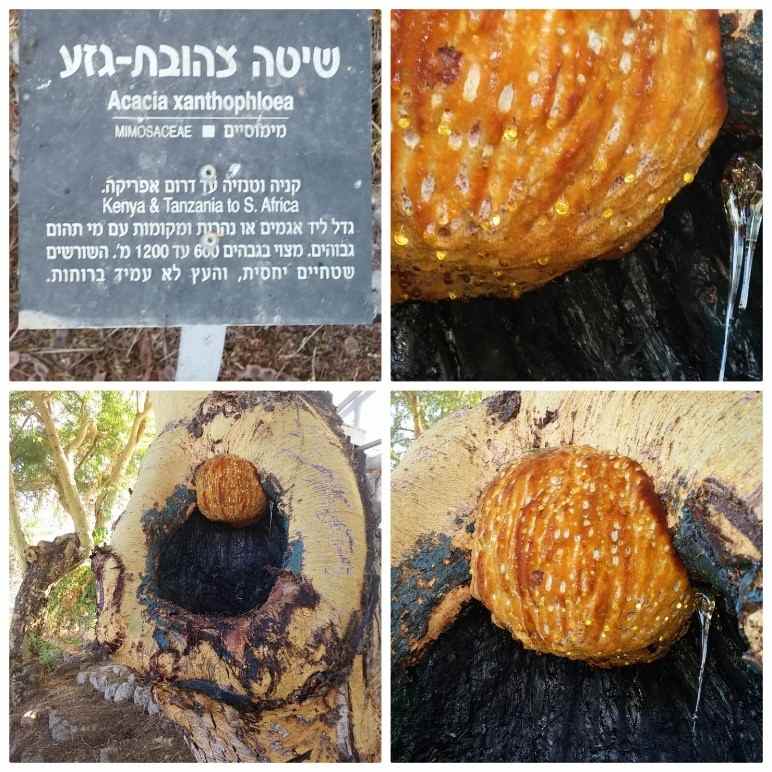 שיטה צהובת-גזע
Acacia xanthophloea
MIMOSACEAE ■ מימוסיים
קניה וטנזיה עד דרום אפריקה.
Kenya & Tanzania to S. Africa
גדל ליד אגמים או נהרות ומקומות עם מי תהום
גבוהים. מצוי בגבהים 600 עד 1200 מ'. השורשים
שטחיים יחסית, והעץ לא עמיד ברוחות.